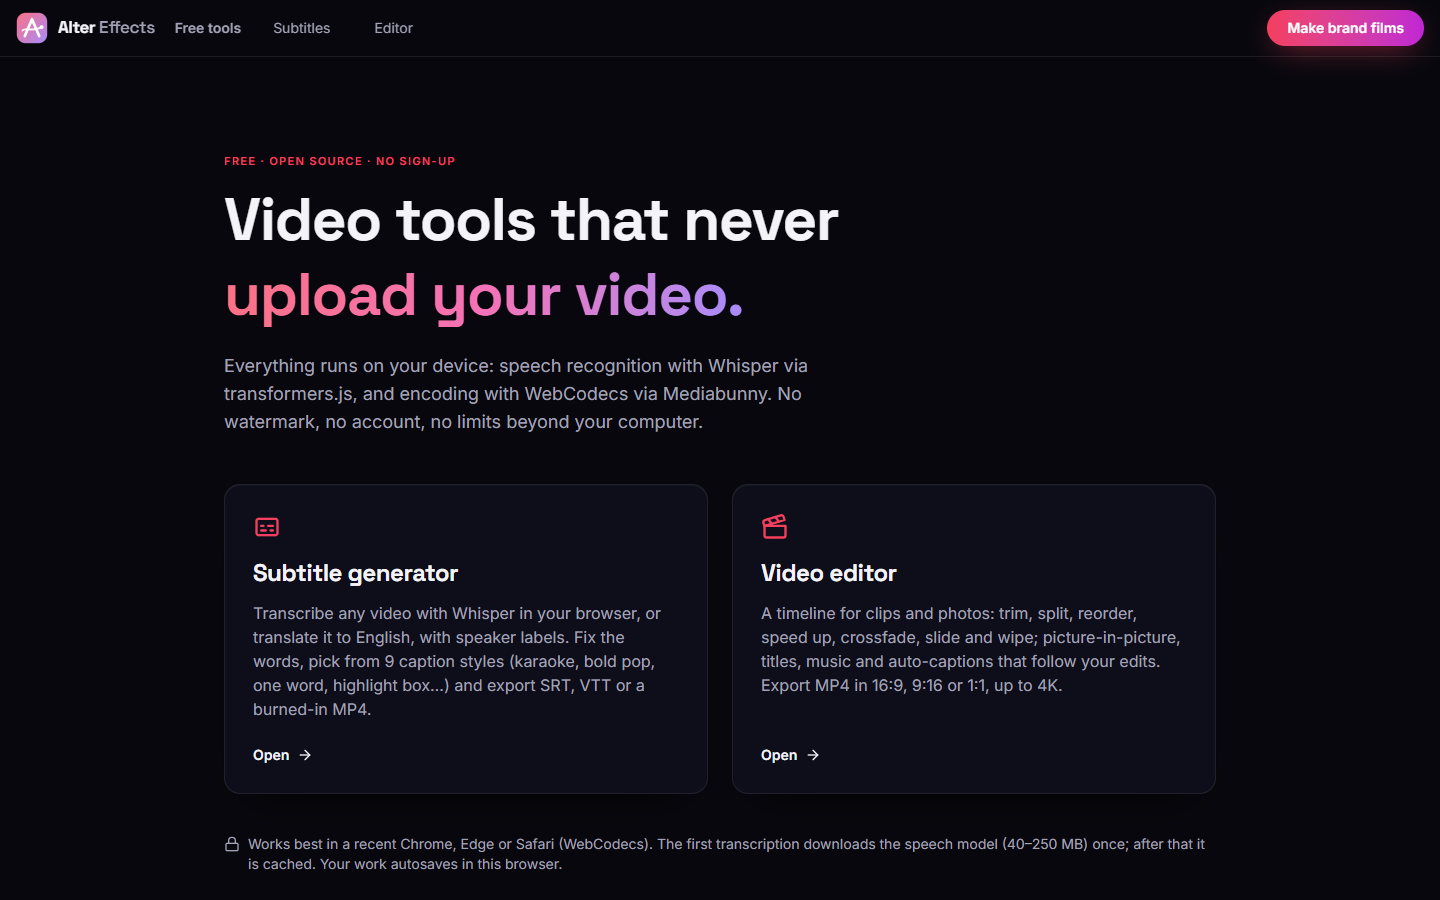 Alter Effects
Free tools
Subtitles
Editor
Make brand films
FREE · OPEN SOURCE · NO SIGN-UP
Video tools that never
upload your video.
Everything runs on your device: speech recognition with Whisper via
transformers.js, and encoding with WebCodecs via Mediabunny. No
watermark, no account, no limits beyond your computer.
Subtitle generator
Transcribe any video with Whisper in your browser, or
translate it to English, with speaker labels. Fix the
words, pick from 9 caption styles (karaoke, bold pop,
one word, highlight box...) and export SRT, VTT or a
burned-in MP4.
Open →
Video editor
A timeline for clips and photos: trim, split, reorder,
speed up, crossfade, slide and wipe; picture-in-picture,
titles, music and auto-captions that follow your edits.
Export MP4 in 16:9, 9:16 or 1:1, up to 4K.
Open →
Works best in a recent Chrome, Edge or Safari (WebCodecs). The first transcription downloads the speech model (40–250 MB) once; after that it
is cached. Your work autosaves in this browser.